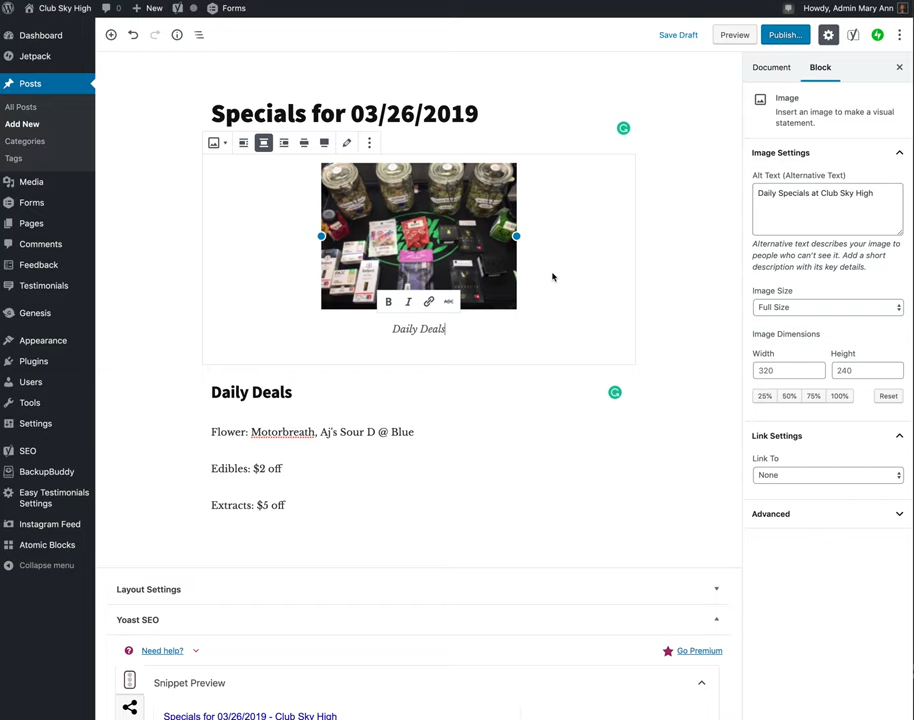 Club Sky High
0
New
Forms
Howdy, Admin Mary Ann
Dashboard
Jetpack
Posts
All Posts
Add New
Categories
Tags
Media
Forms
Pages
Comments
Feedback
Testimonials
Genesis
Appearance
Plugins
Users
Tools
Settings
SEO
BackupBuddy
Easy Testimonials
Settings
Instagram Feed
Atomic Blocks
Collapse menu
Save Draft
Preview
Publish...
Specials for 03/26/2019
B I ABC
Daily Deals
Daily Deals
Flower: Motorbreath, Aj's Sour D @ Blue
Edibles: $2 off
Extracts: $5 off
Layout Settings
Yoast SEO
Need help?
Go Premium
Snippet Preview
Specials for 03/26/2019 - Club Sky High
Document
Block
Image
Insert an image to make a visual
statement.
Image Settings
Alt Text (Alternative Text)
Daily Specials at Club Sky High
Alternative text describes your image to
people who can't see it. Add a short
description with its key details.
Image Size
Full Size
Image Dimensions
Width Height
320 240
25% 50% 75% 100% Reset
Link Settings
Link To
None
Advanced